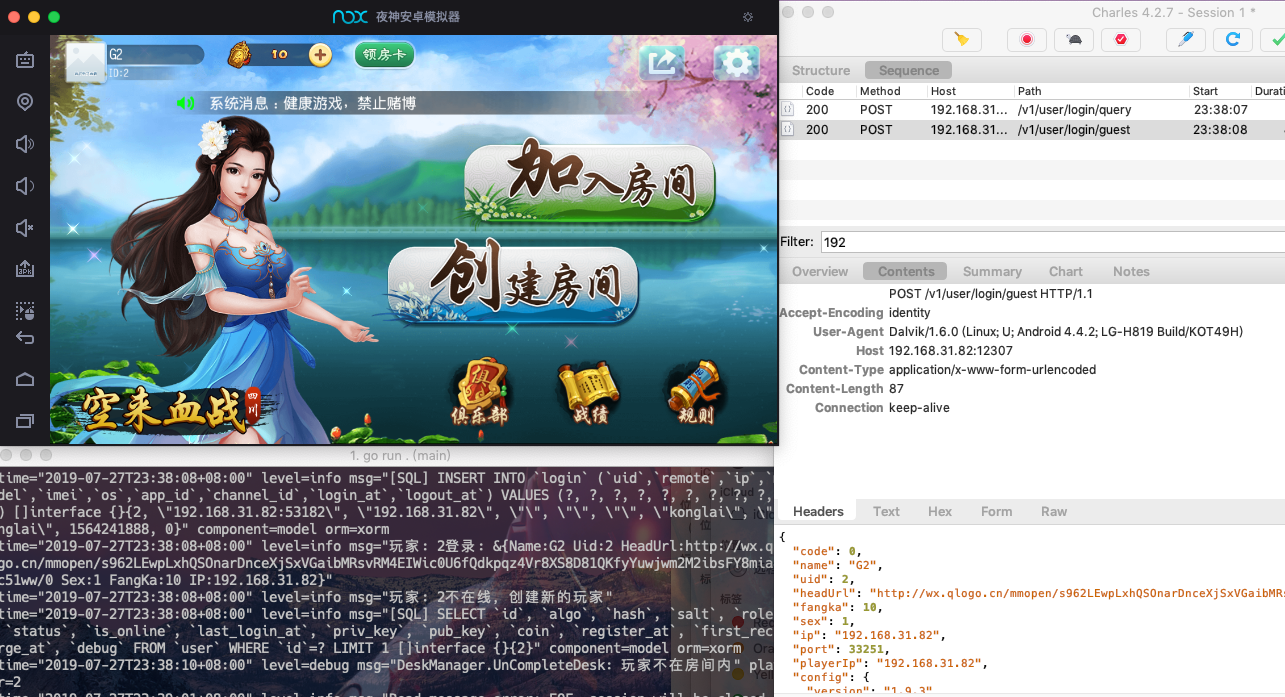 nox 夜神安卓模拟器
G2
ID:2
10
领房卡
系统消息：健康游戏，禁止赌博
加入房间
创建房间
空来血战
四川
俱乐部
战绩
规则
Charles 4.2.7 - Session 1 *
Structure Sequence
Code Method Host Path Start Durati
200 POST 192.168.31... /v1/user/login/query 23:38:07
200 POST 192.168.31... /v1/user/login/guest 23:38:08
Filter: 192
Overview Contents Summary Chart Notes
POST /v1/user/login/guest HTTP/1.1
Accept-Encoding identity
User-Agent Dalvik/1.6.0 (Linux; U; Android 4.4.2; LG-H819 Build/KOT49H)
Host 192.168.31.82:12307
Content-Type application/x-www-form-urlencoded
Content-Length 87
Connection keep-alive
Headers Text Hex Form Raw
{
"code": 0,
"name": "G2",
"uid": 2,
"headUrl": "http://wx.qlogo.cn/mmopen/s962LEwpLxhQSOnarDnceXjSxVGaibMRs
"fangka": 10,
"sex": 1,
"ip": "192.168.31.82",
"port": 33251,
"playerIp": "192.168.31.82",
"config": {
"version": "1.9.3"
1. go run . (main)
time="2019-07-27T23:38:08+08:00" level=info msg="[SQL] INSERT INTO `login` (`uid`,`remote`,`ip`,
del`,`imei`,`os`,`app_id`,`channel_id`,`login_at`,`logout_at`) VALUES (?, ?, ?, ?, ?, ?, ?, ?,
) []interface {}{2, \"192.168.31.82:53182\", \"192.168.31.82\", \"\", \"\", \"\", \"konglai\", \"
nglai\", 1564241888, 0}" component=model orm=xorm
time="2019-07-27T23:38:08+08:00" level=info msg="玩家: 2登录: &{Name:G2 Uid:2 HeadUrl:http://wx.q
ogo.cn/mmopen/s962LEwpLxhQSOnarDnceXjSxVGaibMRsvRM4EIWic0U6fQdkpqz4Vr8XS8D81QKfyYuwjwm2M2ibsFY8mia
c51ww/0 Sex:1 FangKa:10 IP:192.168.31.82}"
time="2019-07-27T23:38:08+08:00" level=info msg="玩家: 2不在线，创建新的玩家"
time="2019-07-27T23:38:08+08:00" level=info msg="[SQL] SELECT `id`, `algo`, `hash`, `salt`, `role
`status`, `is_online`, `last_login_at`, `priv_key`, `pub_key`, `coin`, `register_at`, `first_rec
rge_at`, `debug` FROM `user` WHERE `id`=? LIMIT 1 []interface {}{2}" component=model orm=xorm
time="2019-07-27T23:38:10+08:00" level=debug msg="DeskManager.UnCompleteDesk: 玩家不在房间内" pla
r=2